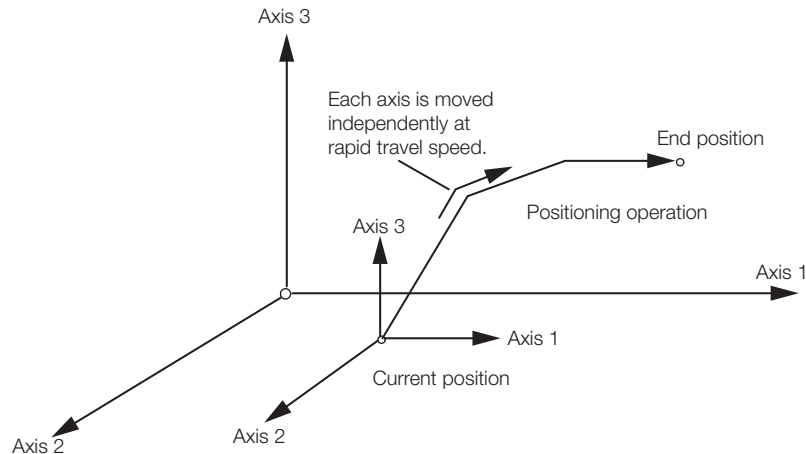 Axis 3
Each axis is moved
independently at
rapid travel speed.
End position
Positioning operation
Axis 3
Axis 1
Axis 1
Current position
Axis 2
Axis 2